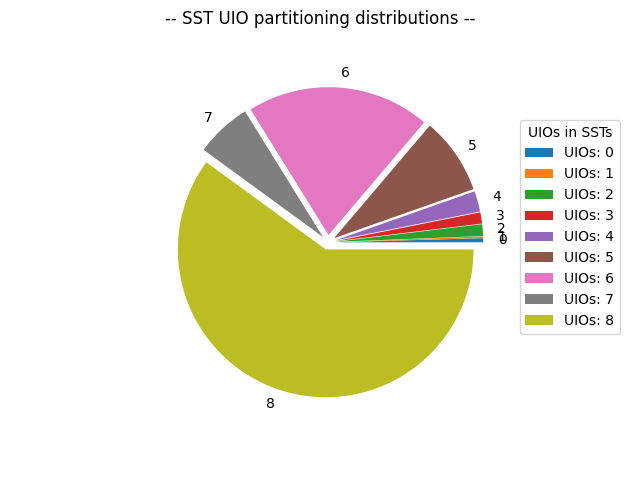 -- SST UIO partitioning distributions --
6
7
5
4
3
2
1
0
8
UIOs in SSTs
UIOs: 0
UIOs: 1
UIOs: 2
UIOs: 3
UIOs: 4
UIOs: 5
UIOs: 6
UIOs: 7
UIOs: 8